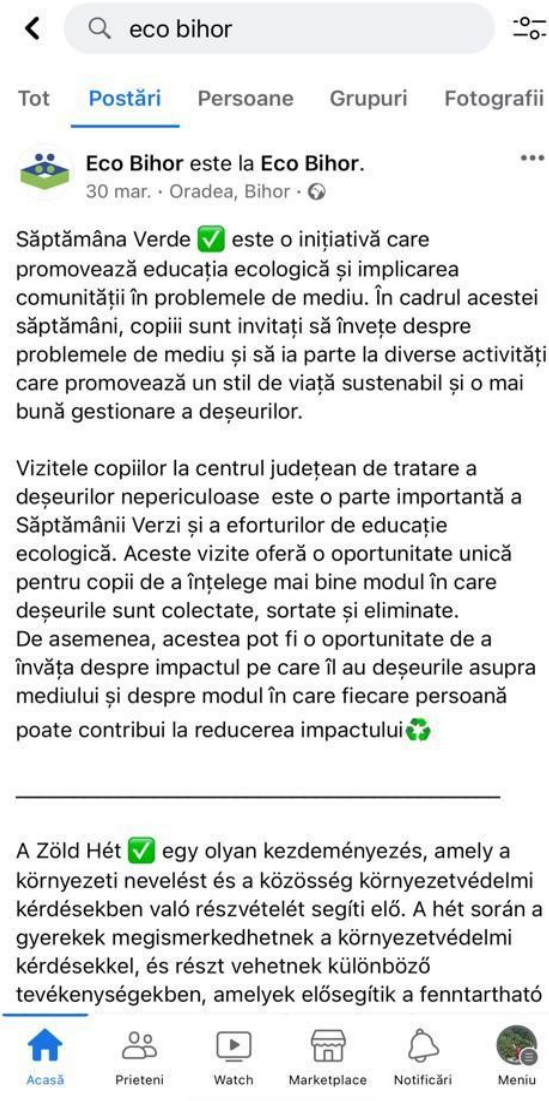 eco bihor
Tot Postări Persoane Grupuri Fotografii
Eco Bihor este la Eco Bihor.
30 mar. · Oradea, Bihor ·
Săptămâna Verde ✅ este o inițiativă care
promovează educația ecologică și implicarea
comunității în problemele de mediu. În cadrul acestei
săptămâni, copiii sunt invitați să învețe despre
problemele de mediu și să ia parte la diverse activități
care promovează un stil de viață sustenabil și o mai
bună gestionare a deșeurilor.
Vizitele copiilor la centrul județean de tratare a
deșeurilor nepericuloase  este o parte importantă a
Săptămânii Verzi și a eforturilor de educație
ecologică. Aceste vizite oferă o oportunitate unică
pentru copii de a înțelege mai bine modul în care
deșeurile sunt colectate, sortate și eliminate.
De asemenea, acestea pot fi o oportunitate de a
învăța despre impactul pe care îl au deșeurile asupra
mediului și despre modul în care fiecare persoană
poate contribui la reducerea impactului♻️
A Zöld Hét ✅ egy olyan kezdeményezés, amely a
környezeti nevelést és a közösség környezetvédelmi
kérdésekben való részvételét segíti elő. A hét során a
gyerekek megismerkedhetnek a környezetvédelmi
kérdésekkel, és részt vehetnek különböző
tevékenységekben, amelyek elősegítik a fenntartható
Acasă Prieteni Watch Marketplace Notificări Meniu